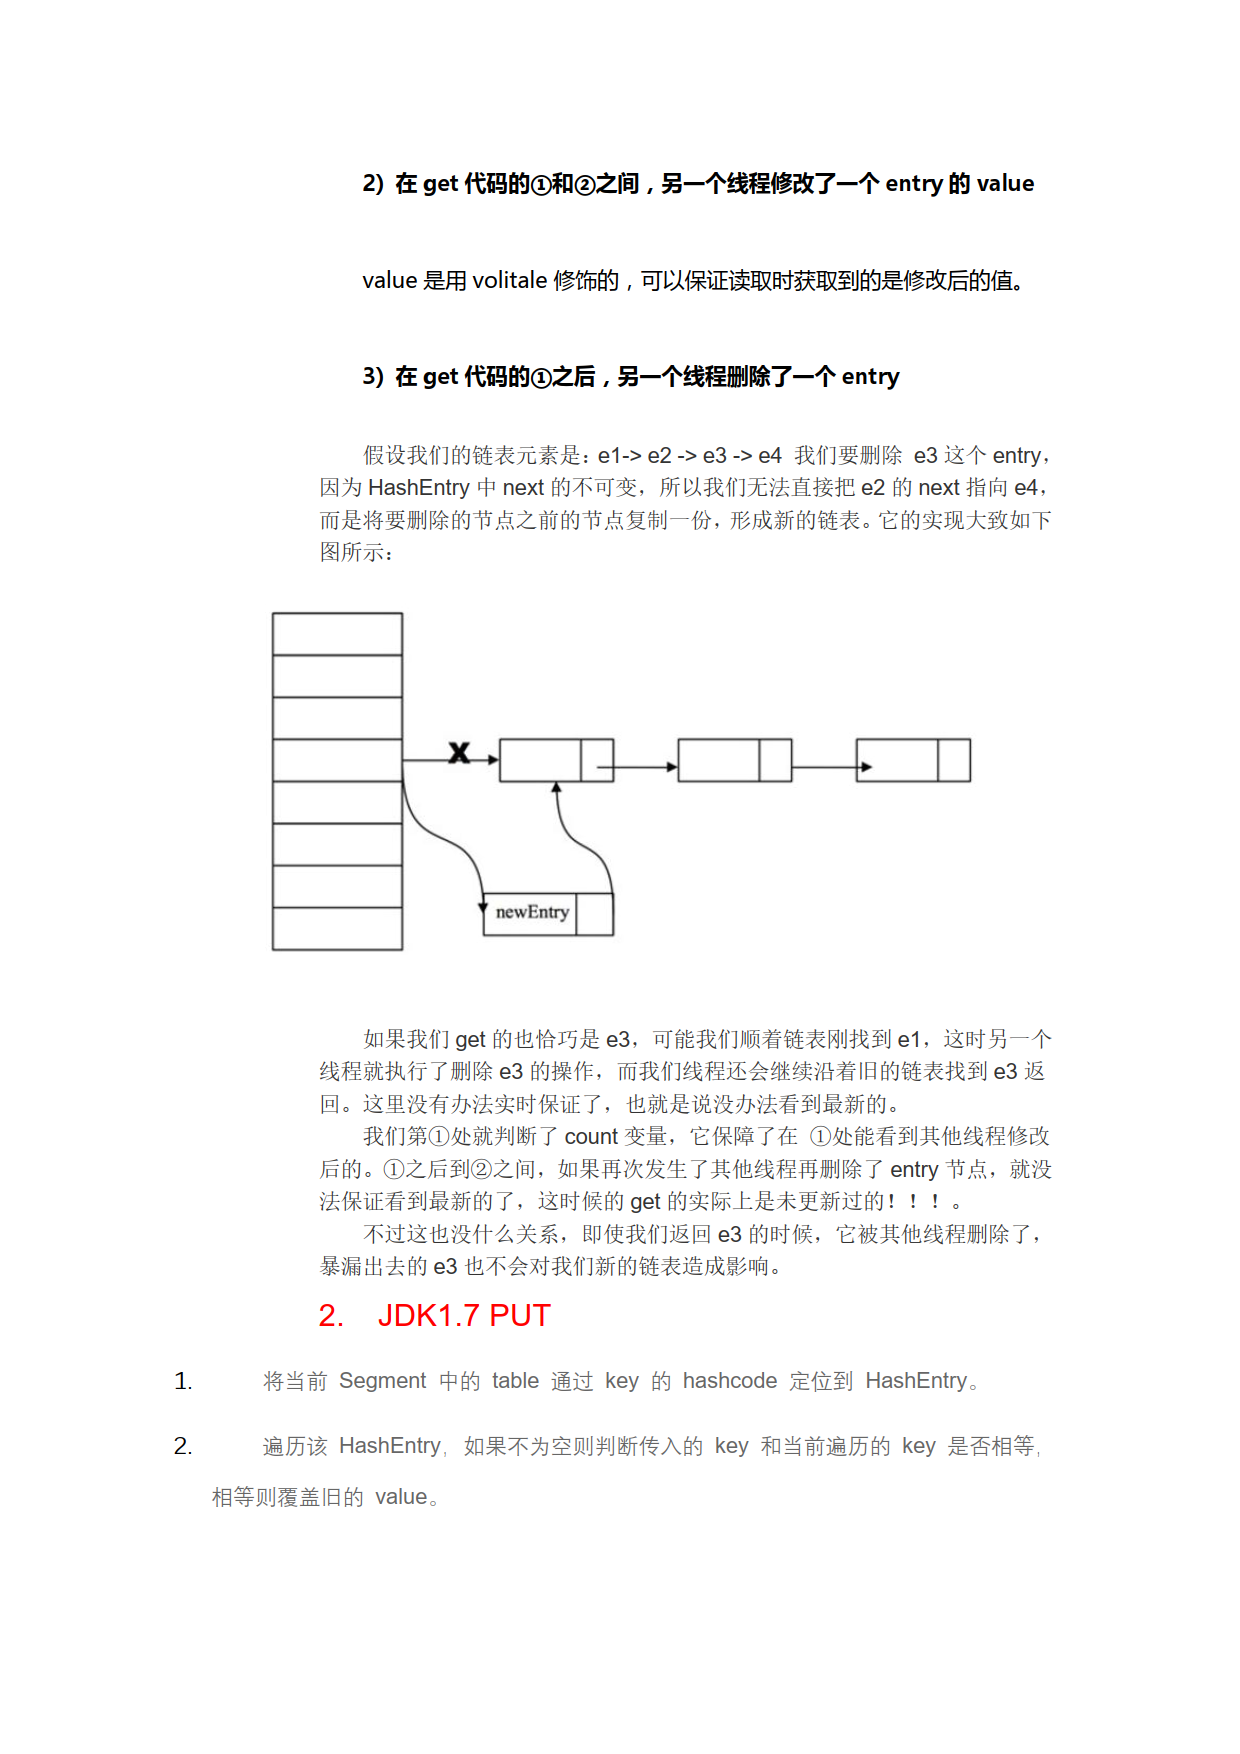 2) 在 get 代码的①和②之间，另一个线程修改了一个 entry 的 value
value 是用 volitale 修饰的，可以保证读取时获取到的是修改后的值。
3) 在 get 代码的①之后，另一个线程删除了一个 entry
假设我们的链表元素是：e1-> e2 -> e3 -> e4 我们要删除 e3 这个 entry，
因为 HashEntry 中 next 的不可变，所以我们无法直接把 e2 的 next 指向 e4，
而是将要删除的节点之前的节点复制一份，形成新的链表。它的实现大致如下
图所示：
newEntry
如果我们 get 的也恰巧是 e3，可能我们顺着链表刚找到 e1，这时另一个
线程就执行了删除 e3 的操作，而我们线程还会继续沿着旧的链表找到 e3 返
回。这里没有办法实时保证了，也就是说没办法看到最新的。
我们第①处就判断了 count 变量，它保障了在 ①处能看到其他线程修改
后的。①之后到②之间，如果再次发生了其他线程再删除了 entry 节点，就没
法保证看到最新的了，这时候的 get 的实际上是未更新过的！！！。
不过这也没什么关系，即使我们返回 e3 的时候，它被其他线程删除了，
暴漏出去的 e3 也不会对我们新的链表造成影响。
2. JDK1.7 PUT
1. 将当前 Segment 中的 table 通过 key 的 hashcode 定位到 HashEntry。
2. 遍历该 HashEntry，如果不为空则判断传入的 key 和当前遍历的 key 是否相等，
相等则覆盖旧的 value。